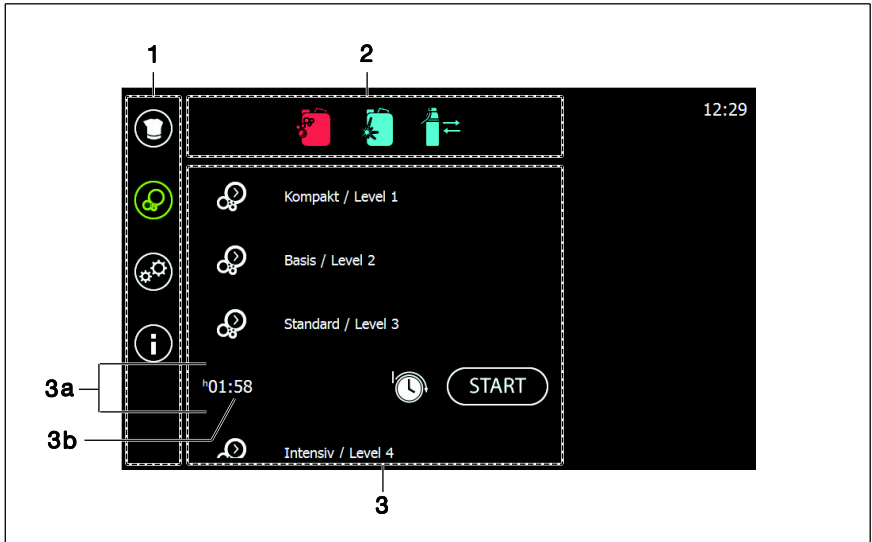 1
2
12:29
Kompakt / Level 1
Basis / Level 2
Standard / Level 3
3a
h01:58
START
3b
Intensiv / Level 4
3